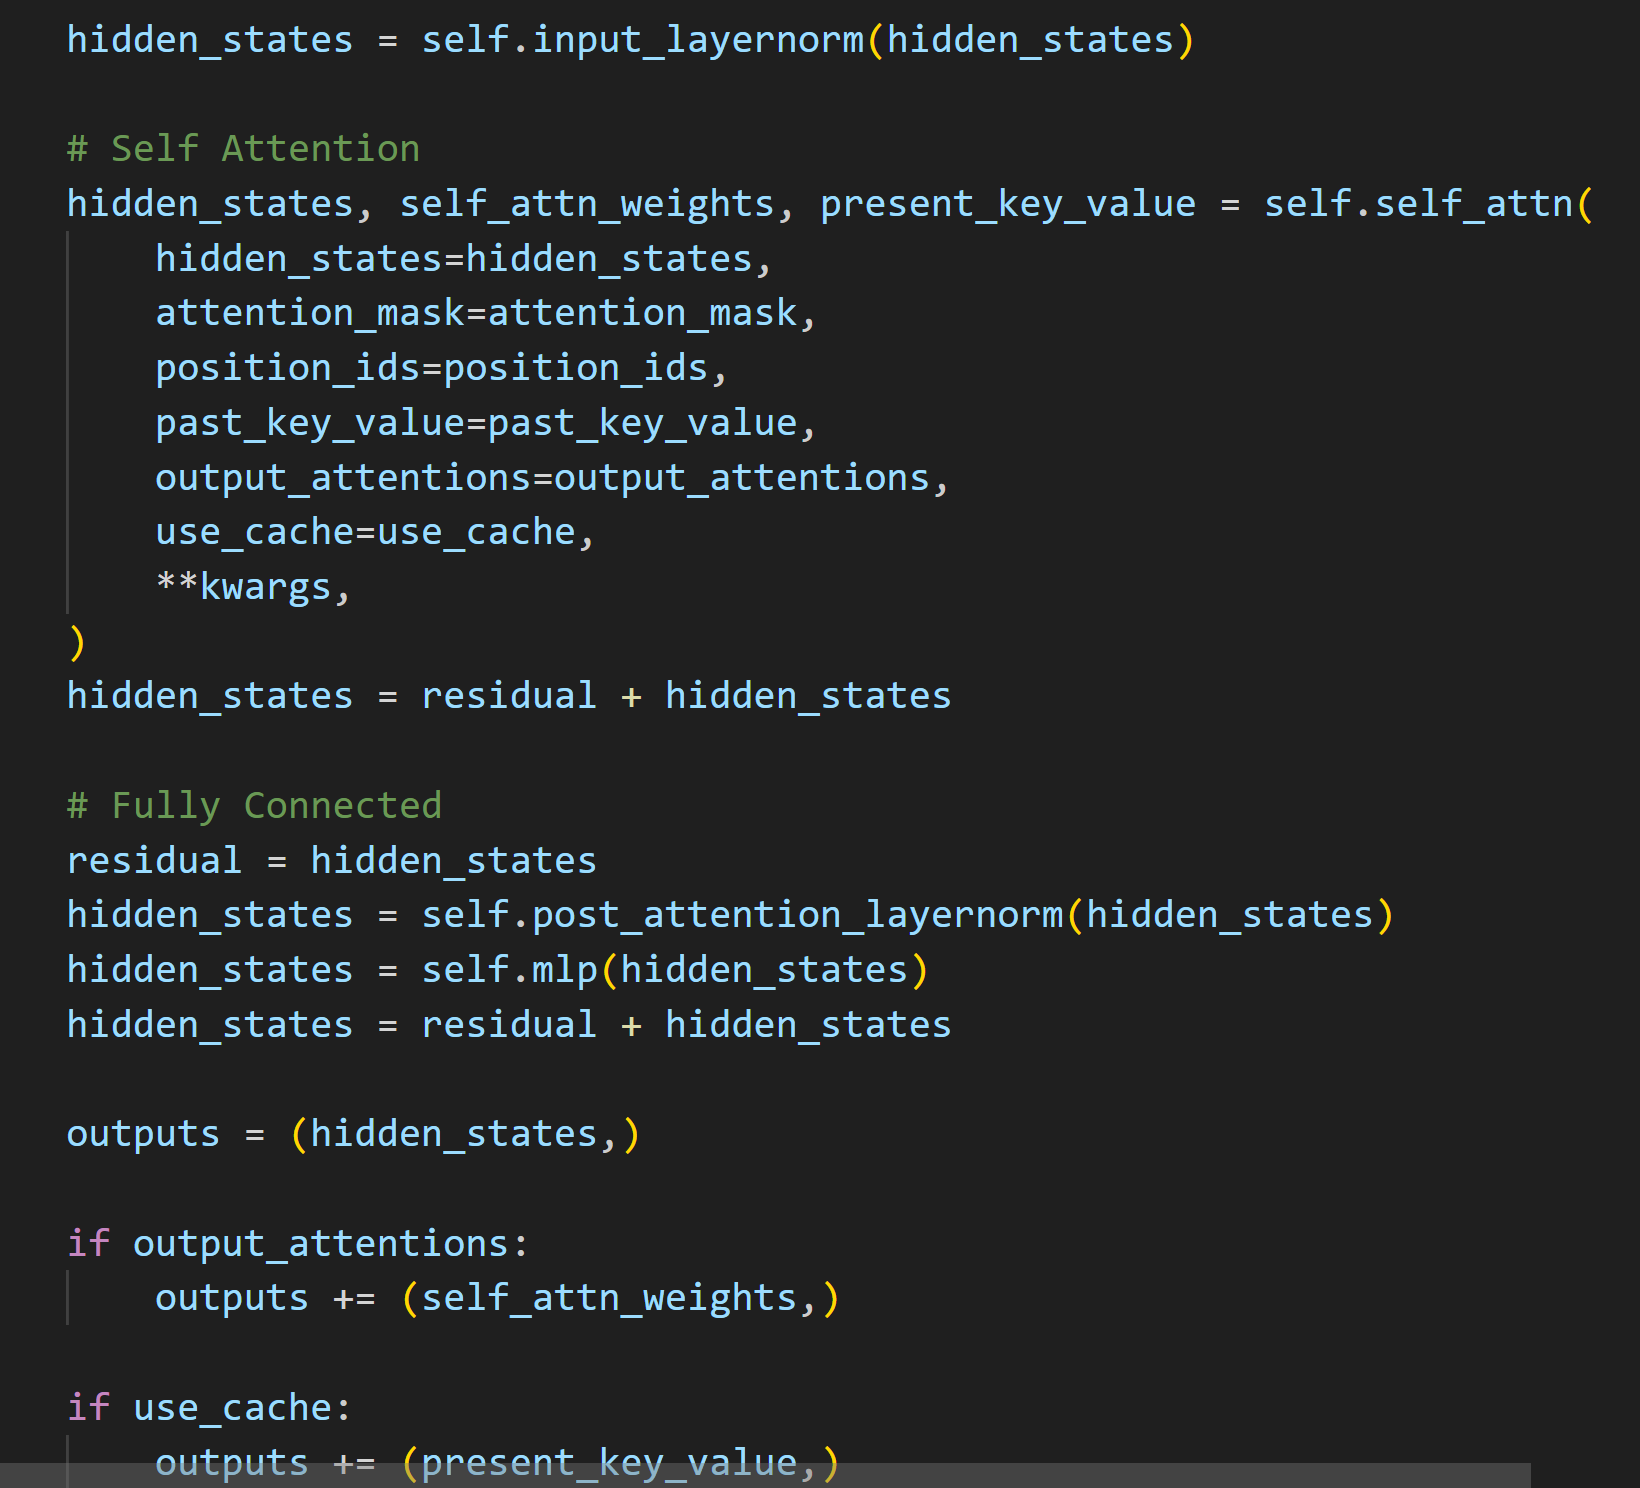 hidden_states = self.input_layernorm(hidden_states)
# Self Attention
hidden_states, self_attn_weights, present_key_value = self.self_attn(
    hidden_states=hidden_states,
    attention_mask=attention_mask,
    position_ids=position_ids,
    past_key_value=past_key_value,
    output_attentions=output_attentions,
    use_cache=use_cache,
    **kwargs,
)
hidden_states = residual + hidden_states
# Fully Connected
residual = hidden_states
hidden_states = self.post_attention_layernorm(hidden_states)
hidden_states = self.mlp(hidden_states)
hidden_states = residual + hidden_states
outputs = (hidden_states,)
if output_attentions:
    outputs += (self_attn_weights,)
if use_cache:
    outputs += (present_key_value,)